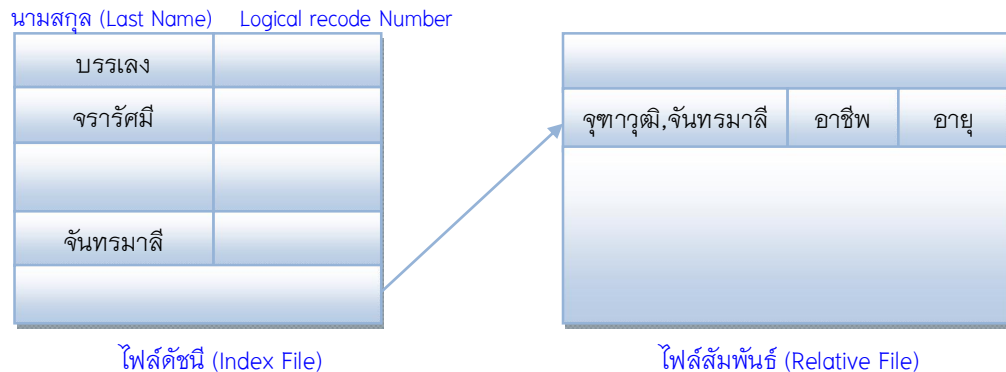 นามสกุล (Last Name) Logical recode Number
บรรเลง
จรารัศมี
จันทรมาลี
จุฑาวุฒิ,จันทรมาลี อาชีพ อายุ
ไฟล์ดัชนี (Index File)
ไฟล์สัมพันธ์ (Relative File)